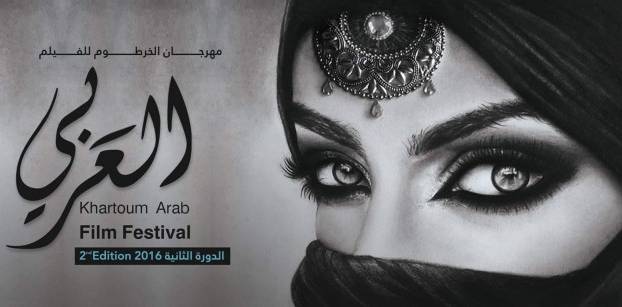 مهرجان الخرطوم للفيلم
العربي
Khartoum Arab
Film Festival
2nd Edition 2016 الدورة الثانية